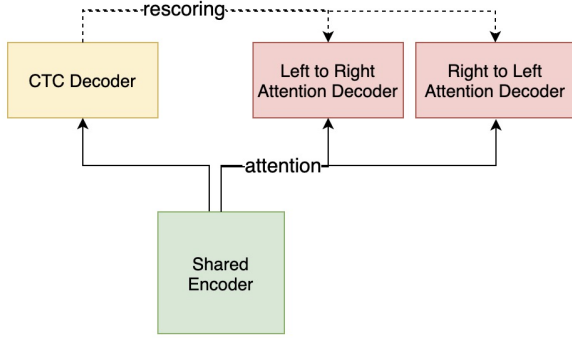 rescoring
CTC Decoder
Left to Right
Attention Decoder
Right to Left
Attention Decoder
attention
Shared
Encoder